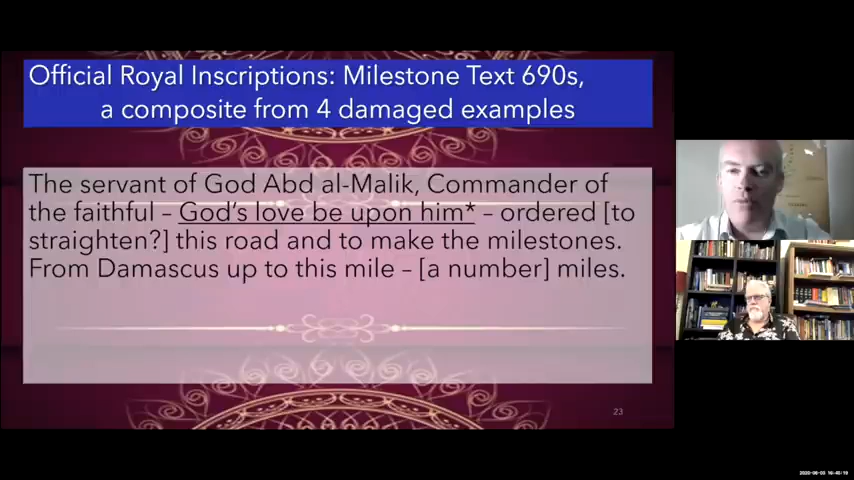 Official Royal Inscriptions: Milestone Text 690s,
a composite from 4 damaged examples
The servant of God Abd al-Malik, Commander of
the faithful – God's love be upon him* – ordered [to
straighten?] this road and to make the milestones.
From Damascus up to this mile – [a number] miles.
23